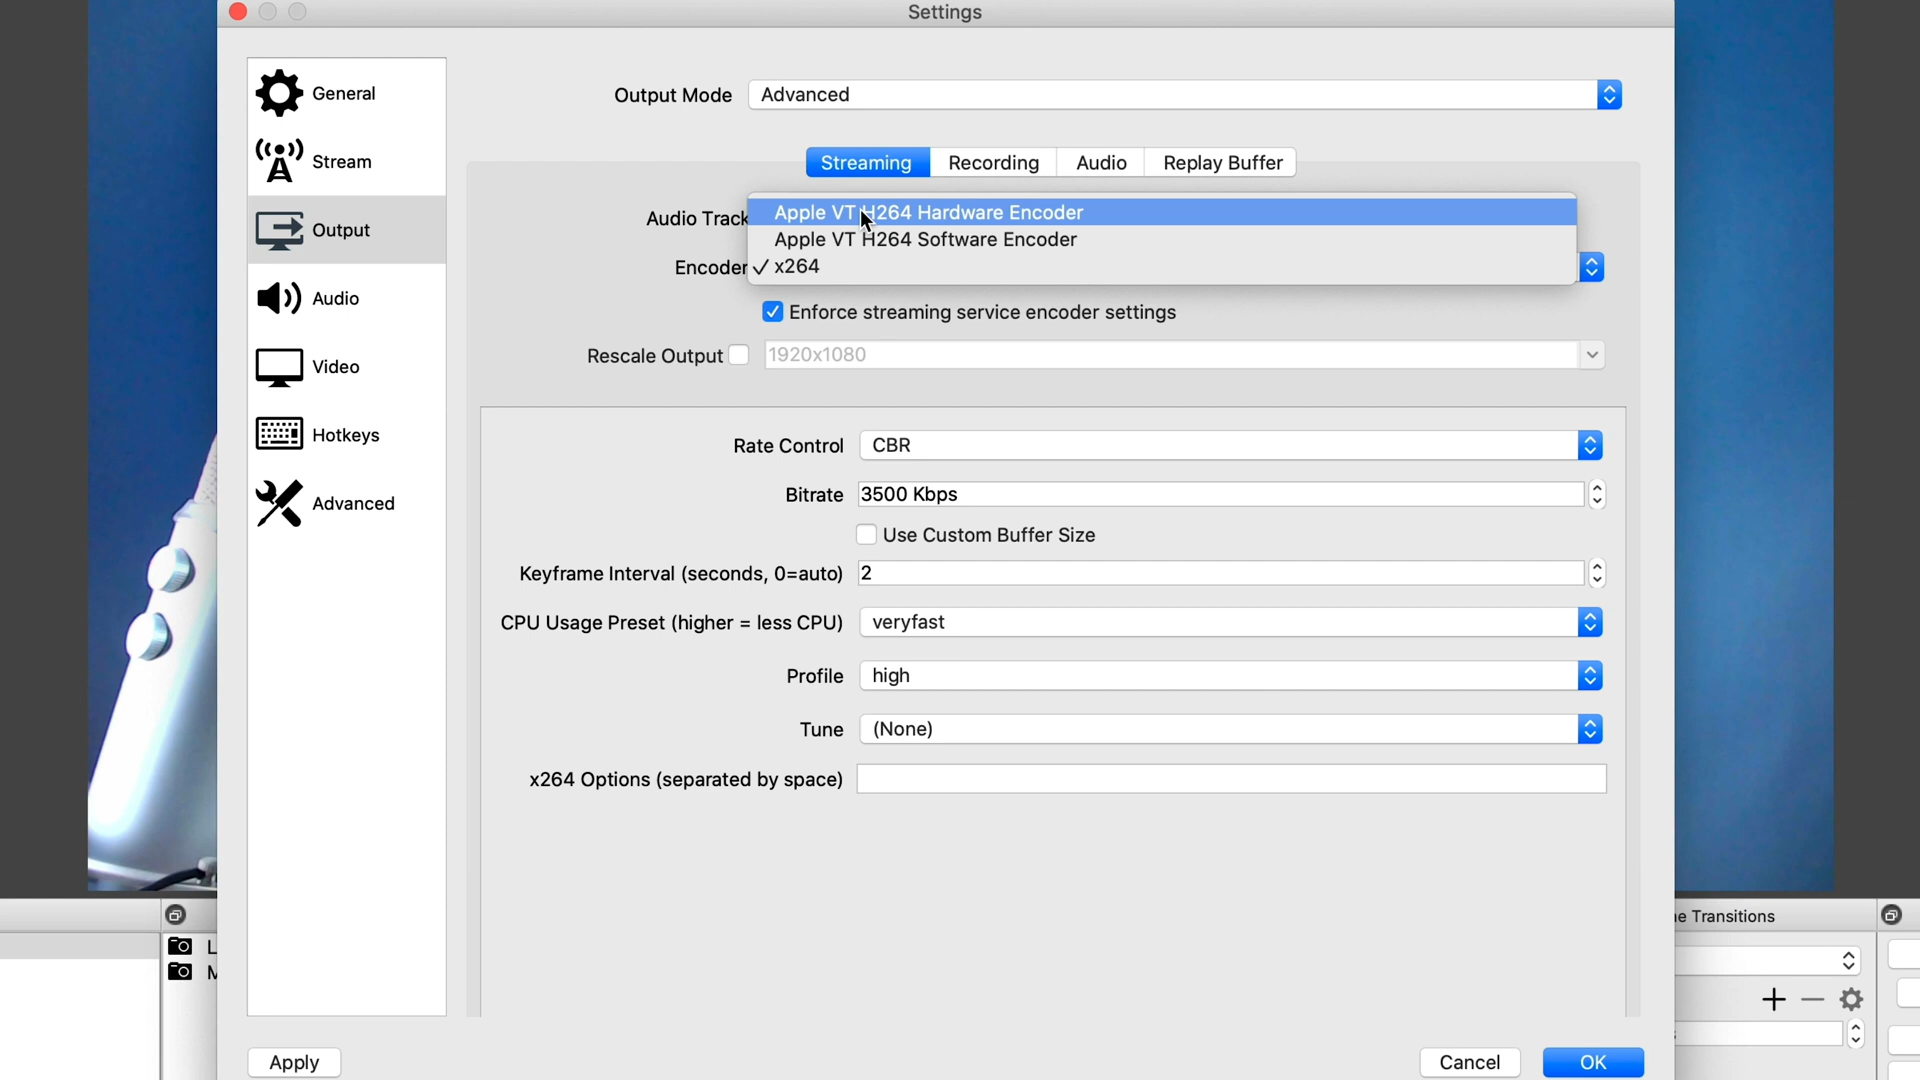 Settings
General
Stream
Output
Audio
Video
Hotkeys
Advanced
Output Mode Advanced
Streaming Recording Audio Replay Buffer
Audio Track
Apple VT H264 Hardware Encoder
Apple VT H264 Software Encoder
Encoder ✓ x264
Enforce streaming service encoder settings
Rescale Output 1920x1080
Rate Control CBR
Bitrate 3500 Kbps
Use Custom Buffer Size
Keyframe Interval (seconds, 0=auto) 2
CPU Usage Preset (higher = less CPU) veryfast
Profile high
Tune (None)
x264 Options (separated by space)
Transitions
L
M
Apply Cancel OK